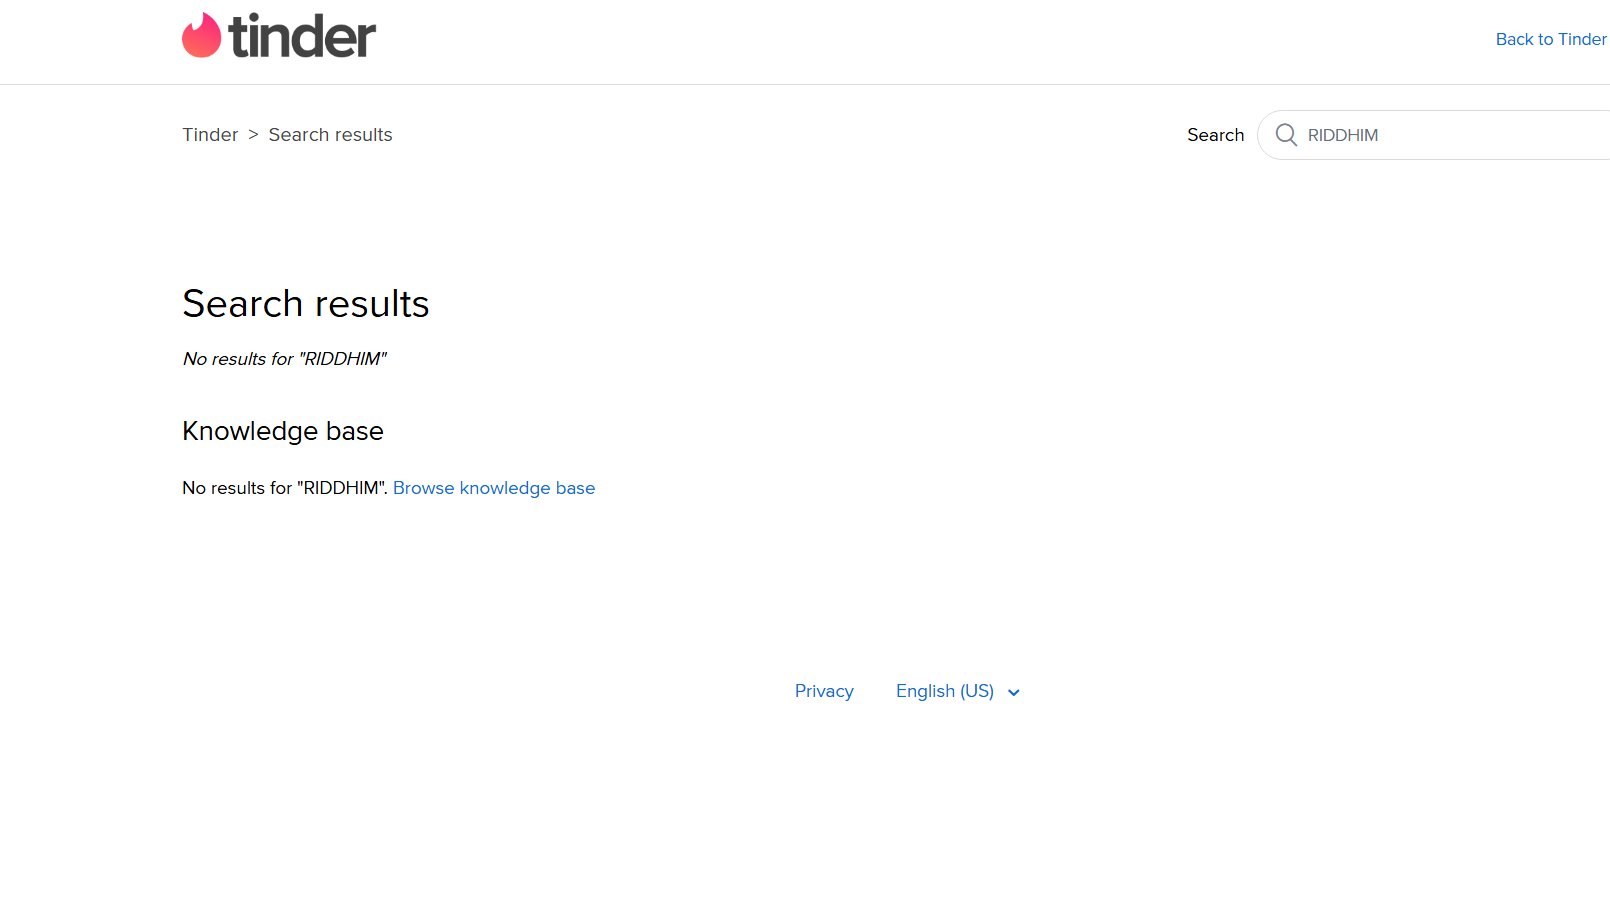 tinder
Back to Tinder
Tinder > Search results
Search
RIDDHIM
Search results
No results for "RIDDHIM"
Knowledge base
No results for "RIDDHIM". Browse knowledge base
Privacy
English (US)